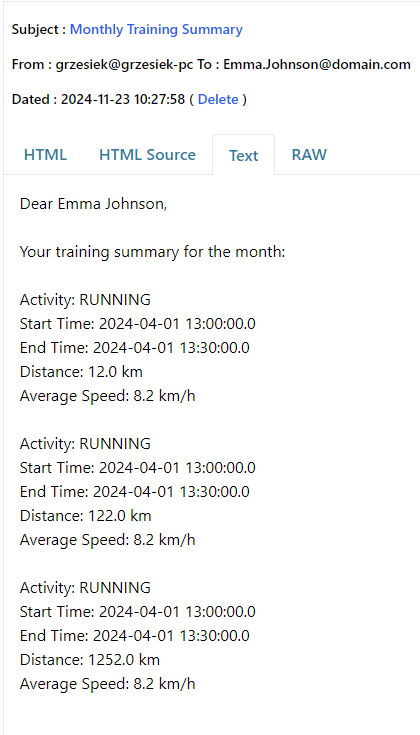 Subject : Monthly Training Summary
From : grzesiek@grzesiek-pc To : Emma.Johnson@domain.com
Dated : 2024-11-23 10:27:58 ( Delete )
HTML HTML Source Text RAW
Dear Emma Johnson,
Your training summary for the month:
Activity: RUNNING
Start Time: 2024-04-01 13:00:00.0
End Time: 2024-04-01 13:30:00.0
Distance: 12.0 km
Average Speed: 8.2 km/h
Activity: RUNNING
Start Time: 2024-04-01 13:00:00.0
End Time: 2024-04-01 13:30:00.0
Distance: 122.0 km
Average Speed: 8.2 km/h
Activity: RUNNING
Start Time: 2024-04-01 13:00:00.0
End Time: 2024-04-01 13:30:00.0
Distance: 1252.0 km
Average Speed: 8.2 km/h